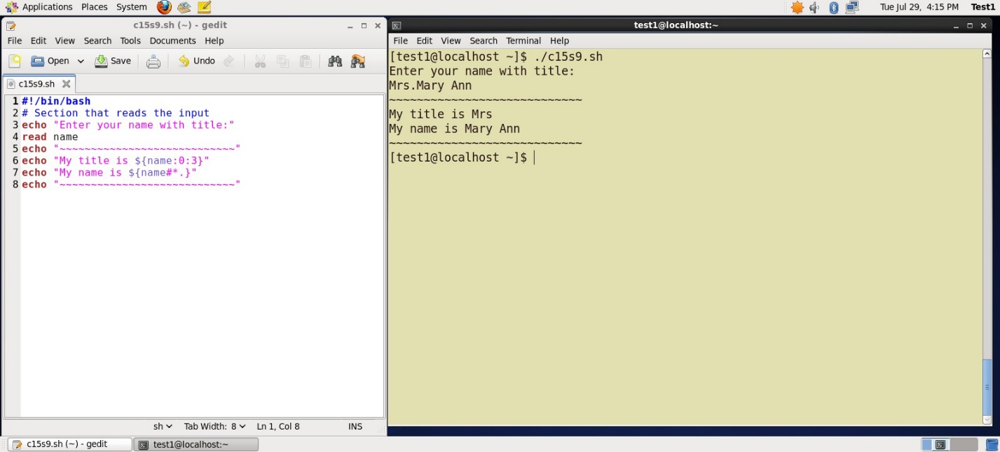 Applications Places System Tue Jul 29, 4:15 PM Test1
c15s9.sh (~) - gedit
File Edit View Search Tools Documents Help
Open Save Undo
c15s9.sh
1 #!/bin/bash
2 # Section that reads the input
3 echo "Enter your name with title:"
4 read name
5 echo "~~~~~~~~~~~~~~~~~~~~~~~~~~~~"
6 echo "My title is ${name:0:3}"
7 echo "My name is ${name#*.}"
8 echo "~~~~~~~~~~~~~~~~~~~~~~~~~~~~"
sh Tab Width: 8 Ln 1, Col 8 INS
test1@localhost:~
File Edit View Search Terminal Help
[test1@localhost ~]$ ./c15s9.sh
Enter your name with title:
Mrs.Mary Ann
~~~~~~~~~~~~~~~~~~~~~~~~~~~~
My title is Mrs
My name is Mary Ann
~~~~~~~~~~~~~~~~~~~~~~~~~~~~
[test1@localhost ~]$
c15s9.sh (~) - gedit test1@localhost:~